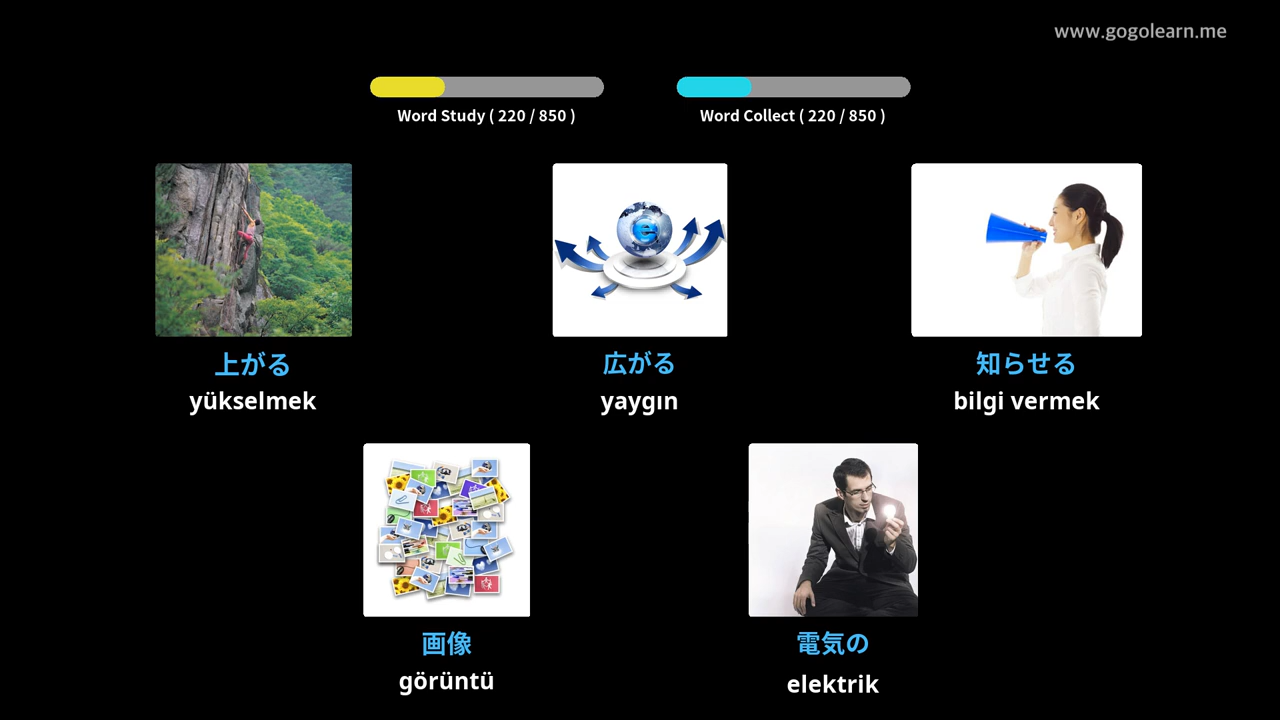 www.gogolearn.me
Word Study ( 220 / 850 )
Word Collect ( 220 / 850 )
上がる
yükselmek
広がる
yaygın
知らせる
bilgi vermek
画像
görüntü
電気の
elektrik